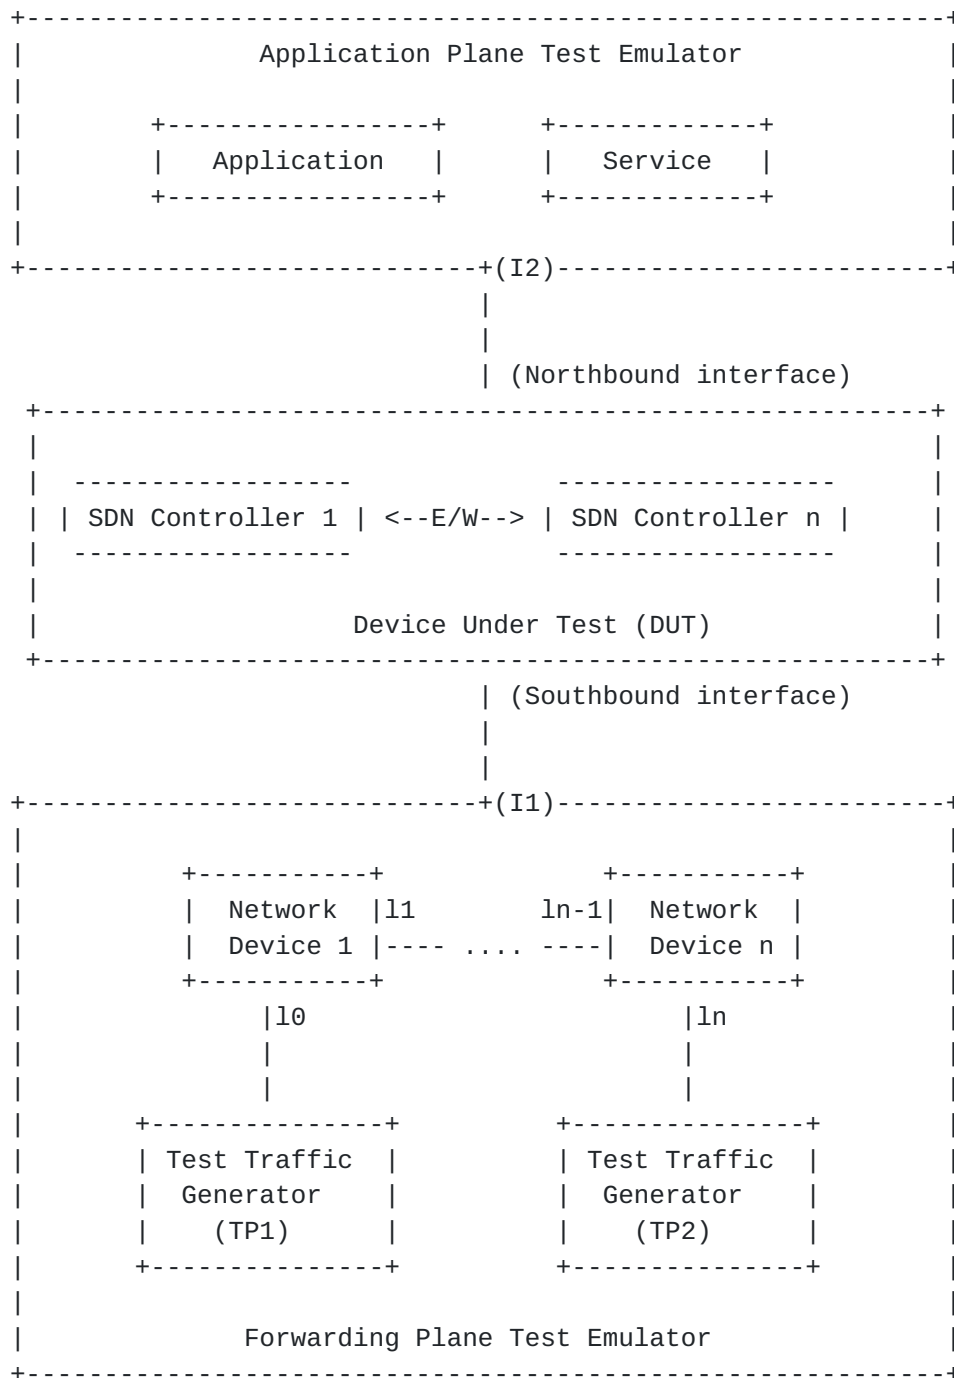 +-----------------------------------------------------------+
|               Application Plane Test Emulator             |
|                                                           |
|        +-----------------+      +-------------+           |
|        |   Application   |      |   Service   |           |
|        +-----------------+      +-------------+           |
|                                                           |
+-----------------------------+(I2)-------------------------+
                              |
                              |
                              | (Northbound interface)
 +---------------------------------------------------------+
 |                                                         |
 |  ------------------             ------------------      |
 | | SDN Controller 1 | <--E/W--> | SDN Controller n |     |
 |  ------------------             ------------------      |
 |                                                         |
 |                    Device Under Test (DUT)              |
 +---------------------------------------------------------+
                              | (Southbound interface)
                              |
                              |
+-----------------------------+(I1)-------------------------+
|                                                           |
|          +-----------+              +-----------+         |
|          |  Network  |l1        ln-1|  Network  |         |
|          |  Device 1 |---- .... ----|  Device n |         |
|          +-----------+              +-----------+         |
|               |l0                        |ln              |
|               |                          |                |
|               |                          |                |
|       +---------------+          +---------------+        |
|       | Test Traffic  |          | Test Traffic  |        |
|       |  Generator    |          |  Generator    |        |
|       |    (TP1)      |          |    (TP2)      |        |
|       +---------------+          +---------------+        |
|                                                           |
|              Forwarding Plane Test Emulator               |
+-----------------------------------------------------------+